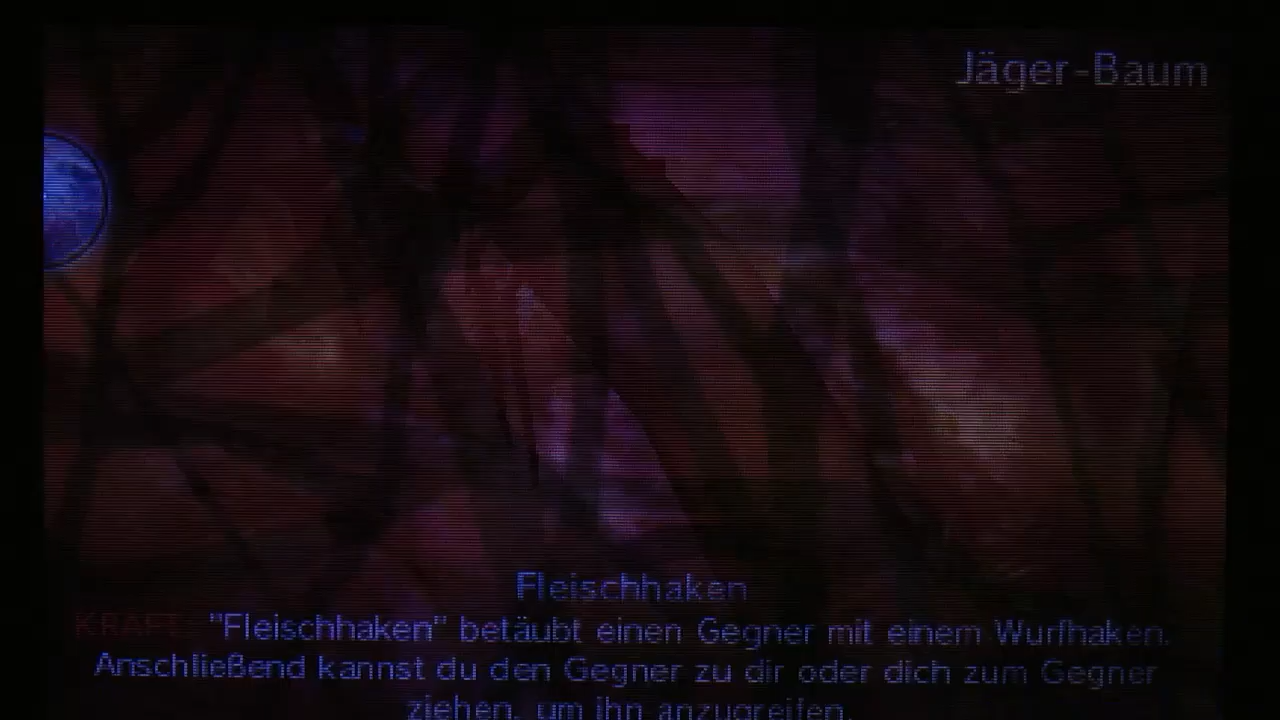 Jäger-Baum
Fleischhaken
KRAFT: "Fleischhaken" betäubt einen Gegner mit einem Wurfhaken.
Anschließend kannst du den Gegner zu dir oder dich zum Gegner
ziehen, um ihn anzugreifen.